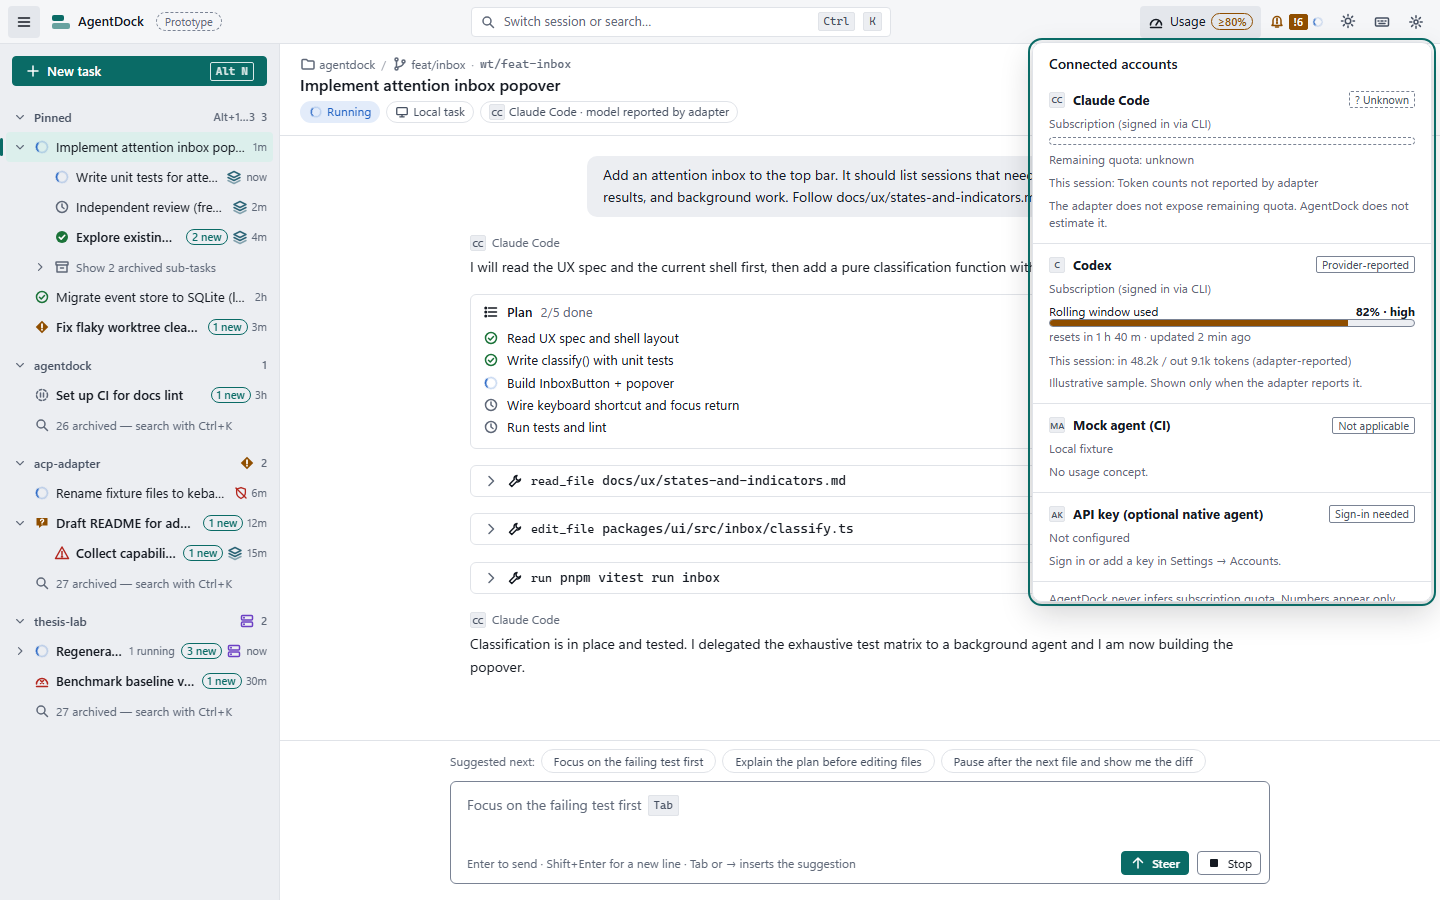 AgentDock
Prototype
Switch session or search...
Ctrl
K
Usage
≥80%
!6
New task
Alt N
Pinned
Alt+1...3
3
Implement attention inbox pop...
1m
Write unit tests for atte...
now
Independent review (fre...
2m
Explore existin...
2 new
4m
Show 2 archived sub-tasks
Migrate event store to SQLite (l...
2h
Fix flaky worktree clea...
1 new
3m
agentdock
1
Set up CI for docs lint
1 new
3h
26 archived — search with Ctrl+K
acp-adapter
2
Rename fixture files to keba...
6m
Draft README for ad...
1 new
12m
Collect capabili...
1 new
15m
27 archived — search with Ctrl+K
thesis-lab
2
Regenera...
1 running
3 new
now
Benchmark baseline v...
1 new
30m
27 archived — search with Ctrl+K
agentdock / feat/inbox · wt/feat-inbox
Implement attention inbox popover
Running
Local task
CC Claude Code · model reported by adapter
Add an attention inbox to the top bar. It should list sessions that need
results, and background work. Follow docs/ux/states-and-indicators.m
CC Claude Code
I will read the UX spec and the current shell first, then add a pure classification function with
Plan 2/5 done
Read UX spec and shell layout
Write classify() with unit tests
Build InboxButton + popover
Wire keyboard shortcut and focus return
Run tests and lint
read_file docs/ux/states-and-indicators.md
edit_file packages/ui/src/inbox/classify.ts
run pnpm vitest run inbox
CC Claude Code
Classification is in place and tested. I delegated the exhaustive test matrix to a background agent and I am now building the
popover.
Suggested next:
Focus on the failing test first
Explain the plan before editing files
Pause after the next file and show me the diff
Focus on the failing test first Tab
Enter to send · Shift+Enter for a new line · Tab or → inserts the suggestion
Steer
Stop
Connected accounts
CC Claude Code
? Unknown
Subscription (signed in via CLI)
Remaining quota: unknown
This session: Token counts not reported by adapter
The adapter does not expose remaining quota. AgentDock does not
estimate it.
C Codex
Provider-reported
Subscription (signed in via CLI)
Rolling window used
82% · high
resets in 1 h 40 m · updated 2 min ago
This session: in 48.2k / out 9.1k tokens (adapter-reported)
Illustrative sample. Shown only when the adapter reports it.
MA Mock agent (CI)
Not applicable
Local fixture
No usage concept.
AK API key (optional native agent)
Sign-in needed
Not configured
Sign in or add a key in Settings → Accounts.
AgentDock never infers subscription quota. Numbers appear only